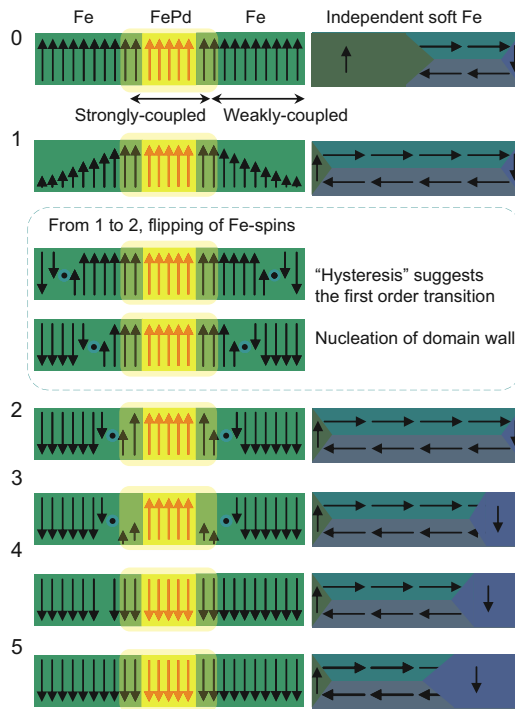 Fe FePd Fe Independent soft Fe
0
Strongly-coupled Weakly-coupled
1
From 1 to 2, flipping of Fe-spins
“Hysteresis” suggests
the first order transition
Nucleation of domain wall
2
3
4
5